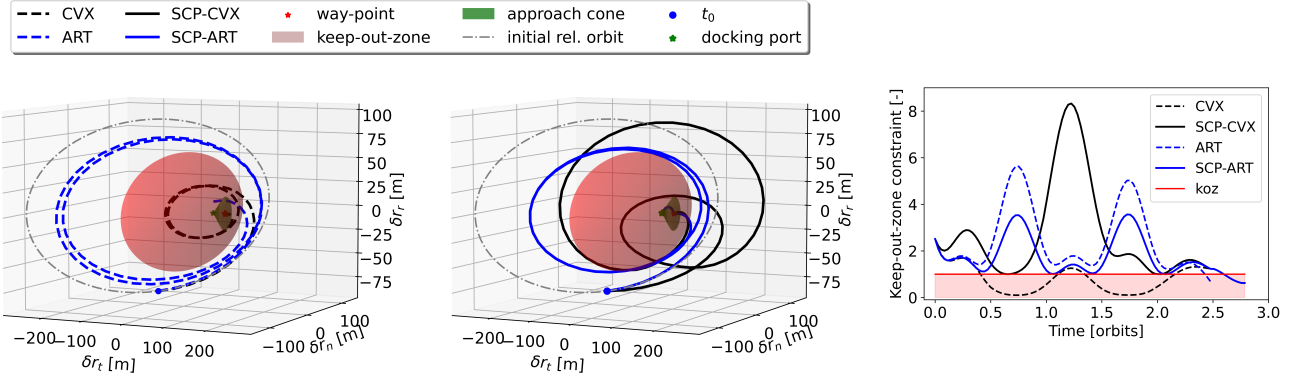 CVX SCP-CVX way-point approach cone t₀
ART SCP-ART keep-out-zone initial rel. orbit docking port
100
75
50
25
0
−25
−50
−75
δrᵣ [m]
−200 −100 0 100 200
δrₜ [m]
−100 0 100
δrₙ [m]
100
75
50
25
0
−25
−50
−75
δrᵣ [m]
−200 −100 0 100 200
δrₜ [m]
−100 0 100
δrₙ [m]
Keep-out-zone constraint [-]
8
6
4
2
0
CVX
SCP-CVX
ART
SCP-ART
koz
0.0 0.5 1.0 1.5 2.0 2.5 3.0
Time [orbits]